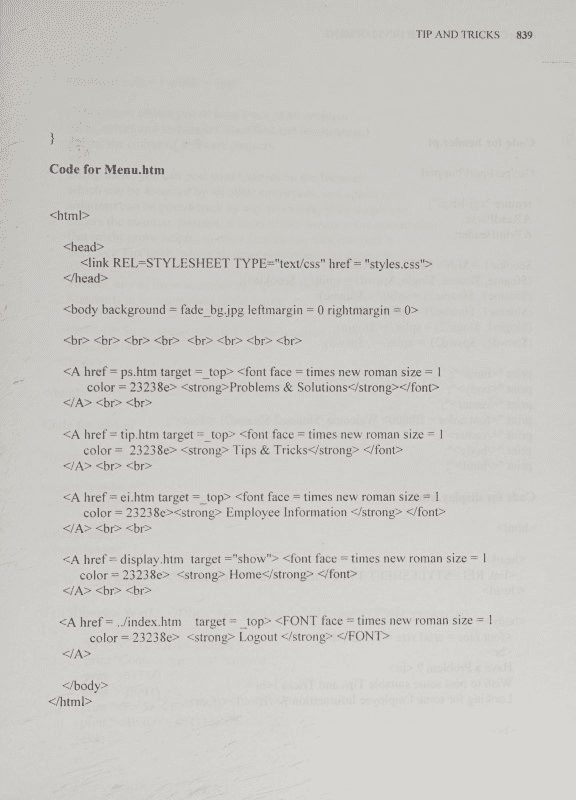 TIP AND TRICKS 839
}
Code for Menu.htm
<html>
<head>
<link REL=STYLESHEET TYPE="text/css" href = "styles.css">
</head>
<body background = fade_bg.jpg leftmargin = 0 rightmargin = 0>
<br> <br> <br> <br> <br> <br> <br> <br>
<A href = ps.htm target =_top> <font face = times new roman size = 1
color = 23238e> <strong>Problems & Solutions</strong></font>
</A> <br> <br>
<A href = tip.htm target =_top> <font face = times new roman size = 1
color = 23238e> <strong> Tips & Tricks</strong> </font>
</A> <br> <br>
<A href = ei.htm target =_top> <font face = times new roman size = 1
color = 23238e><strong> Employee Information </strong> </font>
</A> <br> <br>
<A href = display.htm target ="show"> <font face = times new roman size = 1
color = 23238e> <strong> Home</strong> </font>
</A> <br> <br>
<A href = ../index.htm target = _top> <FONT face = times new roman size = 1
color = 23238e> <strong> Logout </strong> </FONT>
</A>
</body>
</html>